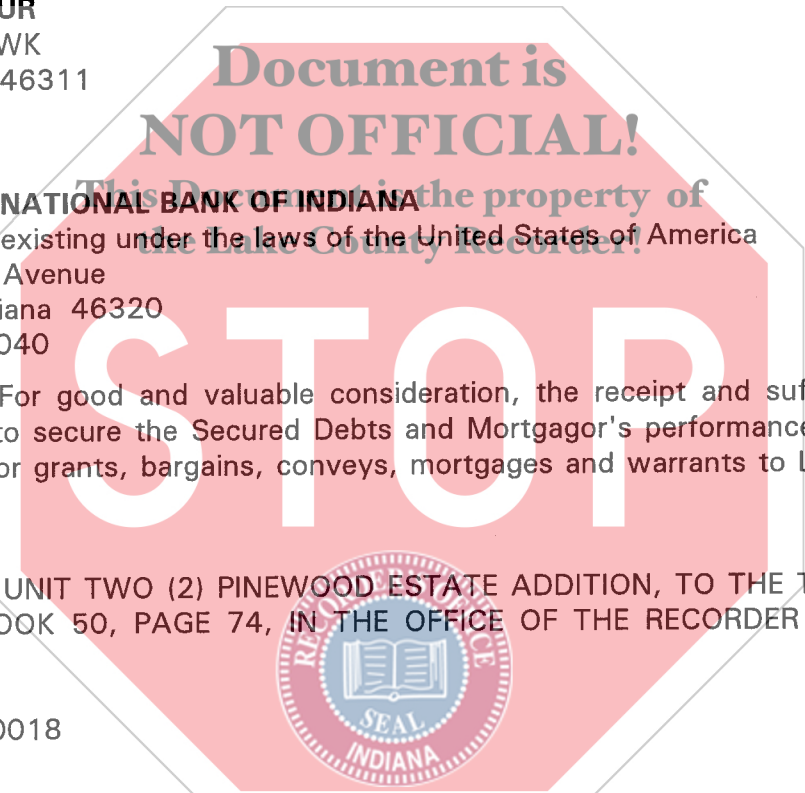 UR
WK
46311
Document is
NOT OFFICIAL!
This Document is the property of
the Lake County Recorder!
NATIONAL BANK OF INDIANA
existing under the laws of the United States of America
Avenue
iana 46320
040
STOP
For good and valuable consideration, the receipt and suf
to secure the Secured Debts and Mortgagor's performance
or grants, bargains, conveys, mortgages and warrants to L
UNIT TWO (2) PINEWOOD ESTATE ADDITION, TO THE T
OOK 50, PAGE 74, IN THE OFFICE OF THE RECORDER
RECORDER'S OFFICE
SEAL
INDIANA
0018